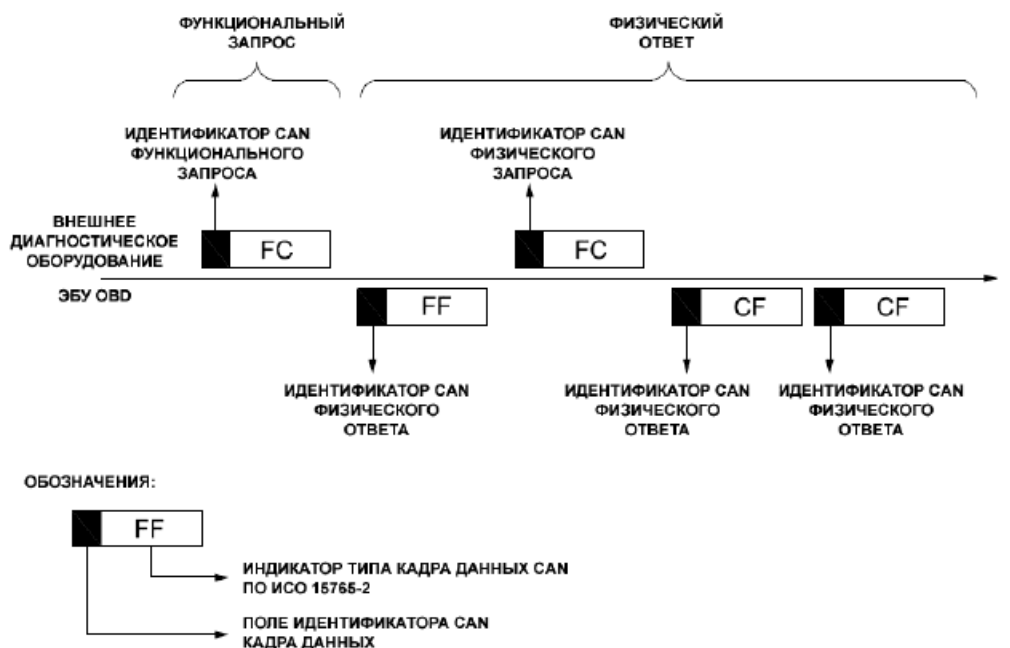 ФУНКЦИОНАЛЬНЫЙ
ЗАПРОС
ФИЗИЧЕСКИЙ
ОТВЕТ
ИДЕНТИФИКАТОР CAN
ФУНКЦИОНАЛЬНОГО
ЗАПРОСА
ИДЕНТИФИКАТОР CAN
ФИЗИЧЕСКОГО
ЗАПРОСА
ВНЕШНЕЕ
ДИАГНОСТИЧЕСКОЕ
ОБОРУДОВАНИЕ
FC
FC
ЭБУ OBD
FF
CF
CF
ИДЕНТИФИКАТОР CAN
ФИЗИЧЕСКОГО
ОТВЕТА
ИДЕНТИФИКАТОР CAN
ФИЗИЧЕСКОГО
ОТВЕТА
ИДЕНТИФИКАТОР CAN
ФИЗИЧЕСКОГО
ОТВЕТА
ОБОЗНАЧЕНИЯ:
FF
ИНДИКАТОР ТИПА КАДРА ДАННЫХ CAN
ПО ИСО 15765-2
ПОЛЕ ИДЕНТИФИКАТОРА CAN
КАДРА ДАННЫХ